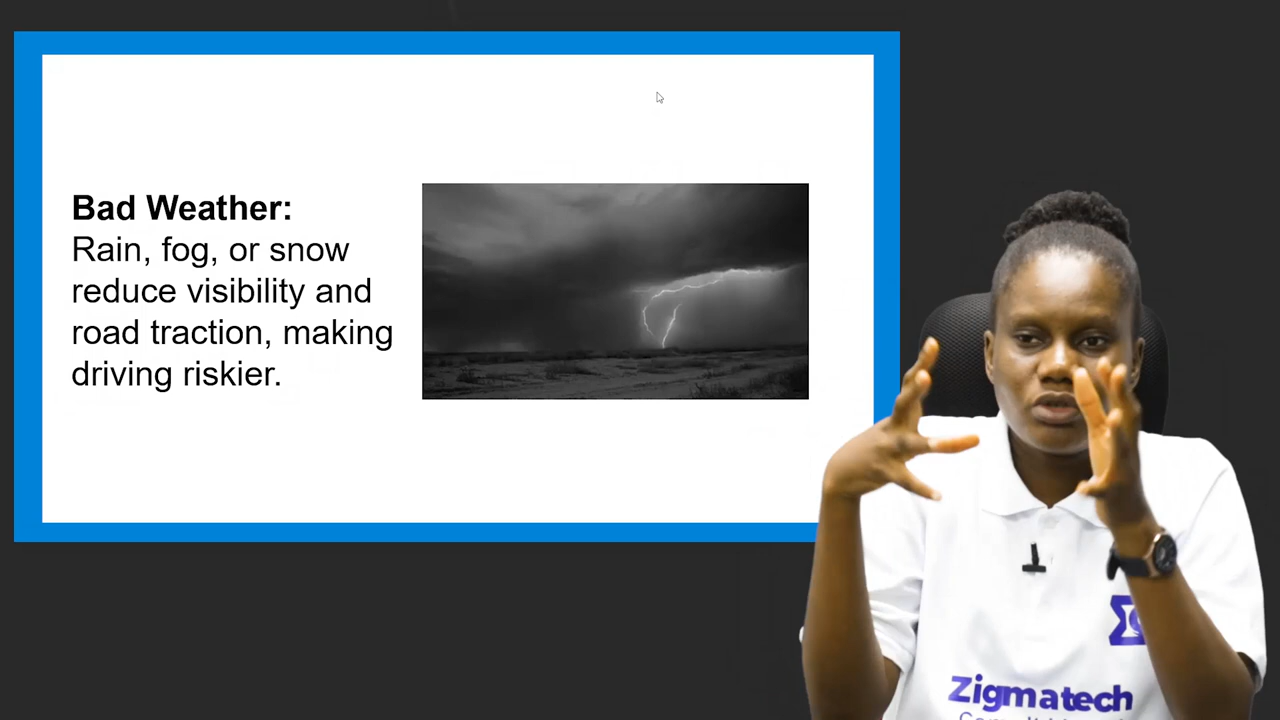 Bad Weather:
Rain, fog, or snow
reduce visibility and
road traction, making
driving riskier.
Zigmatech